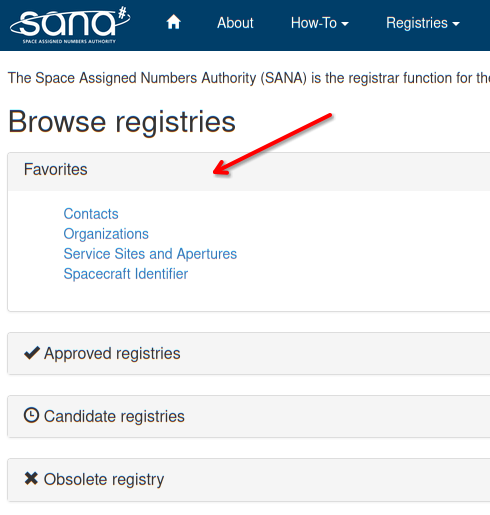 sana#
SPACE ASSIGNED NUMBERS AUTHORITY
About How-To Registries
The Space Assigned Numbers Authority (SANA) is the registrar function for the
Browse registries
Favorites
Contacts
Organizations
Service Sites and Apertures
Spacecraft Identifier
Approved registries
Candidate registries
Obsolete registry